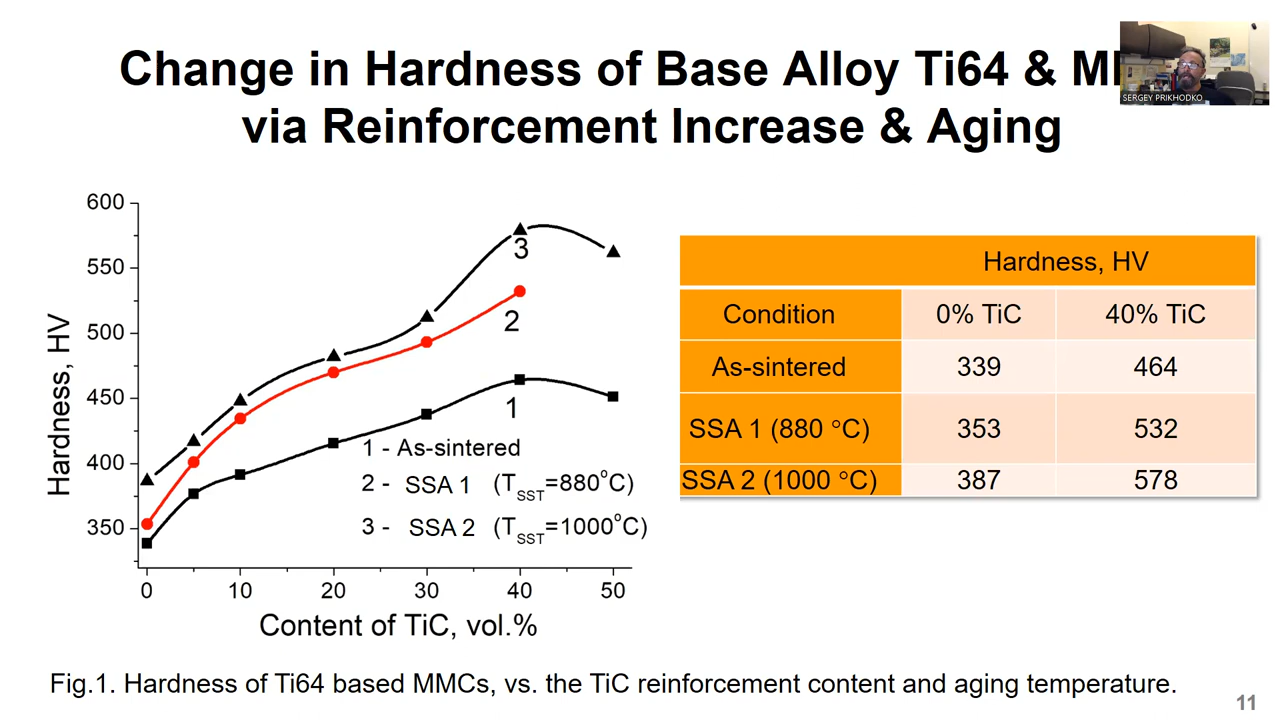 Change in Hardness of Base Alloy Ti64 &
via Reinforcement Increase & Aging
SERGEY PRIKHODKO
600
550
500
450
400
350
0
10
20
30
40
50
Hardness, HV
Content of TiC, vol.%
3
2
1
1 - As-sintered
2 - SSA 1 (TSST=880°C)
3 - SSA 2 (TSST=1000°C)
Hardness, HV
Condition 0% TiC 40% TiC
As-sintered 339 464
SSA 1 (880 °C) 353 532
SSA 2 (1000 °C) 387 578
Fig.1. Hardness of Ti64 based MMCs, vs. the TiC reinforcement content and aging temperature.
11